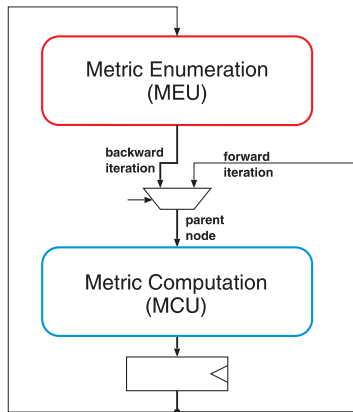 Metric Enumeration
(MEU)
backward
iteration
forward
iteration
parent
node
Metric Computation
(MCU)